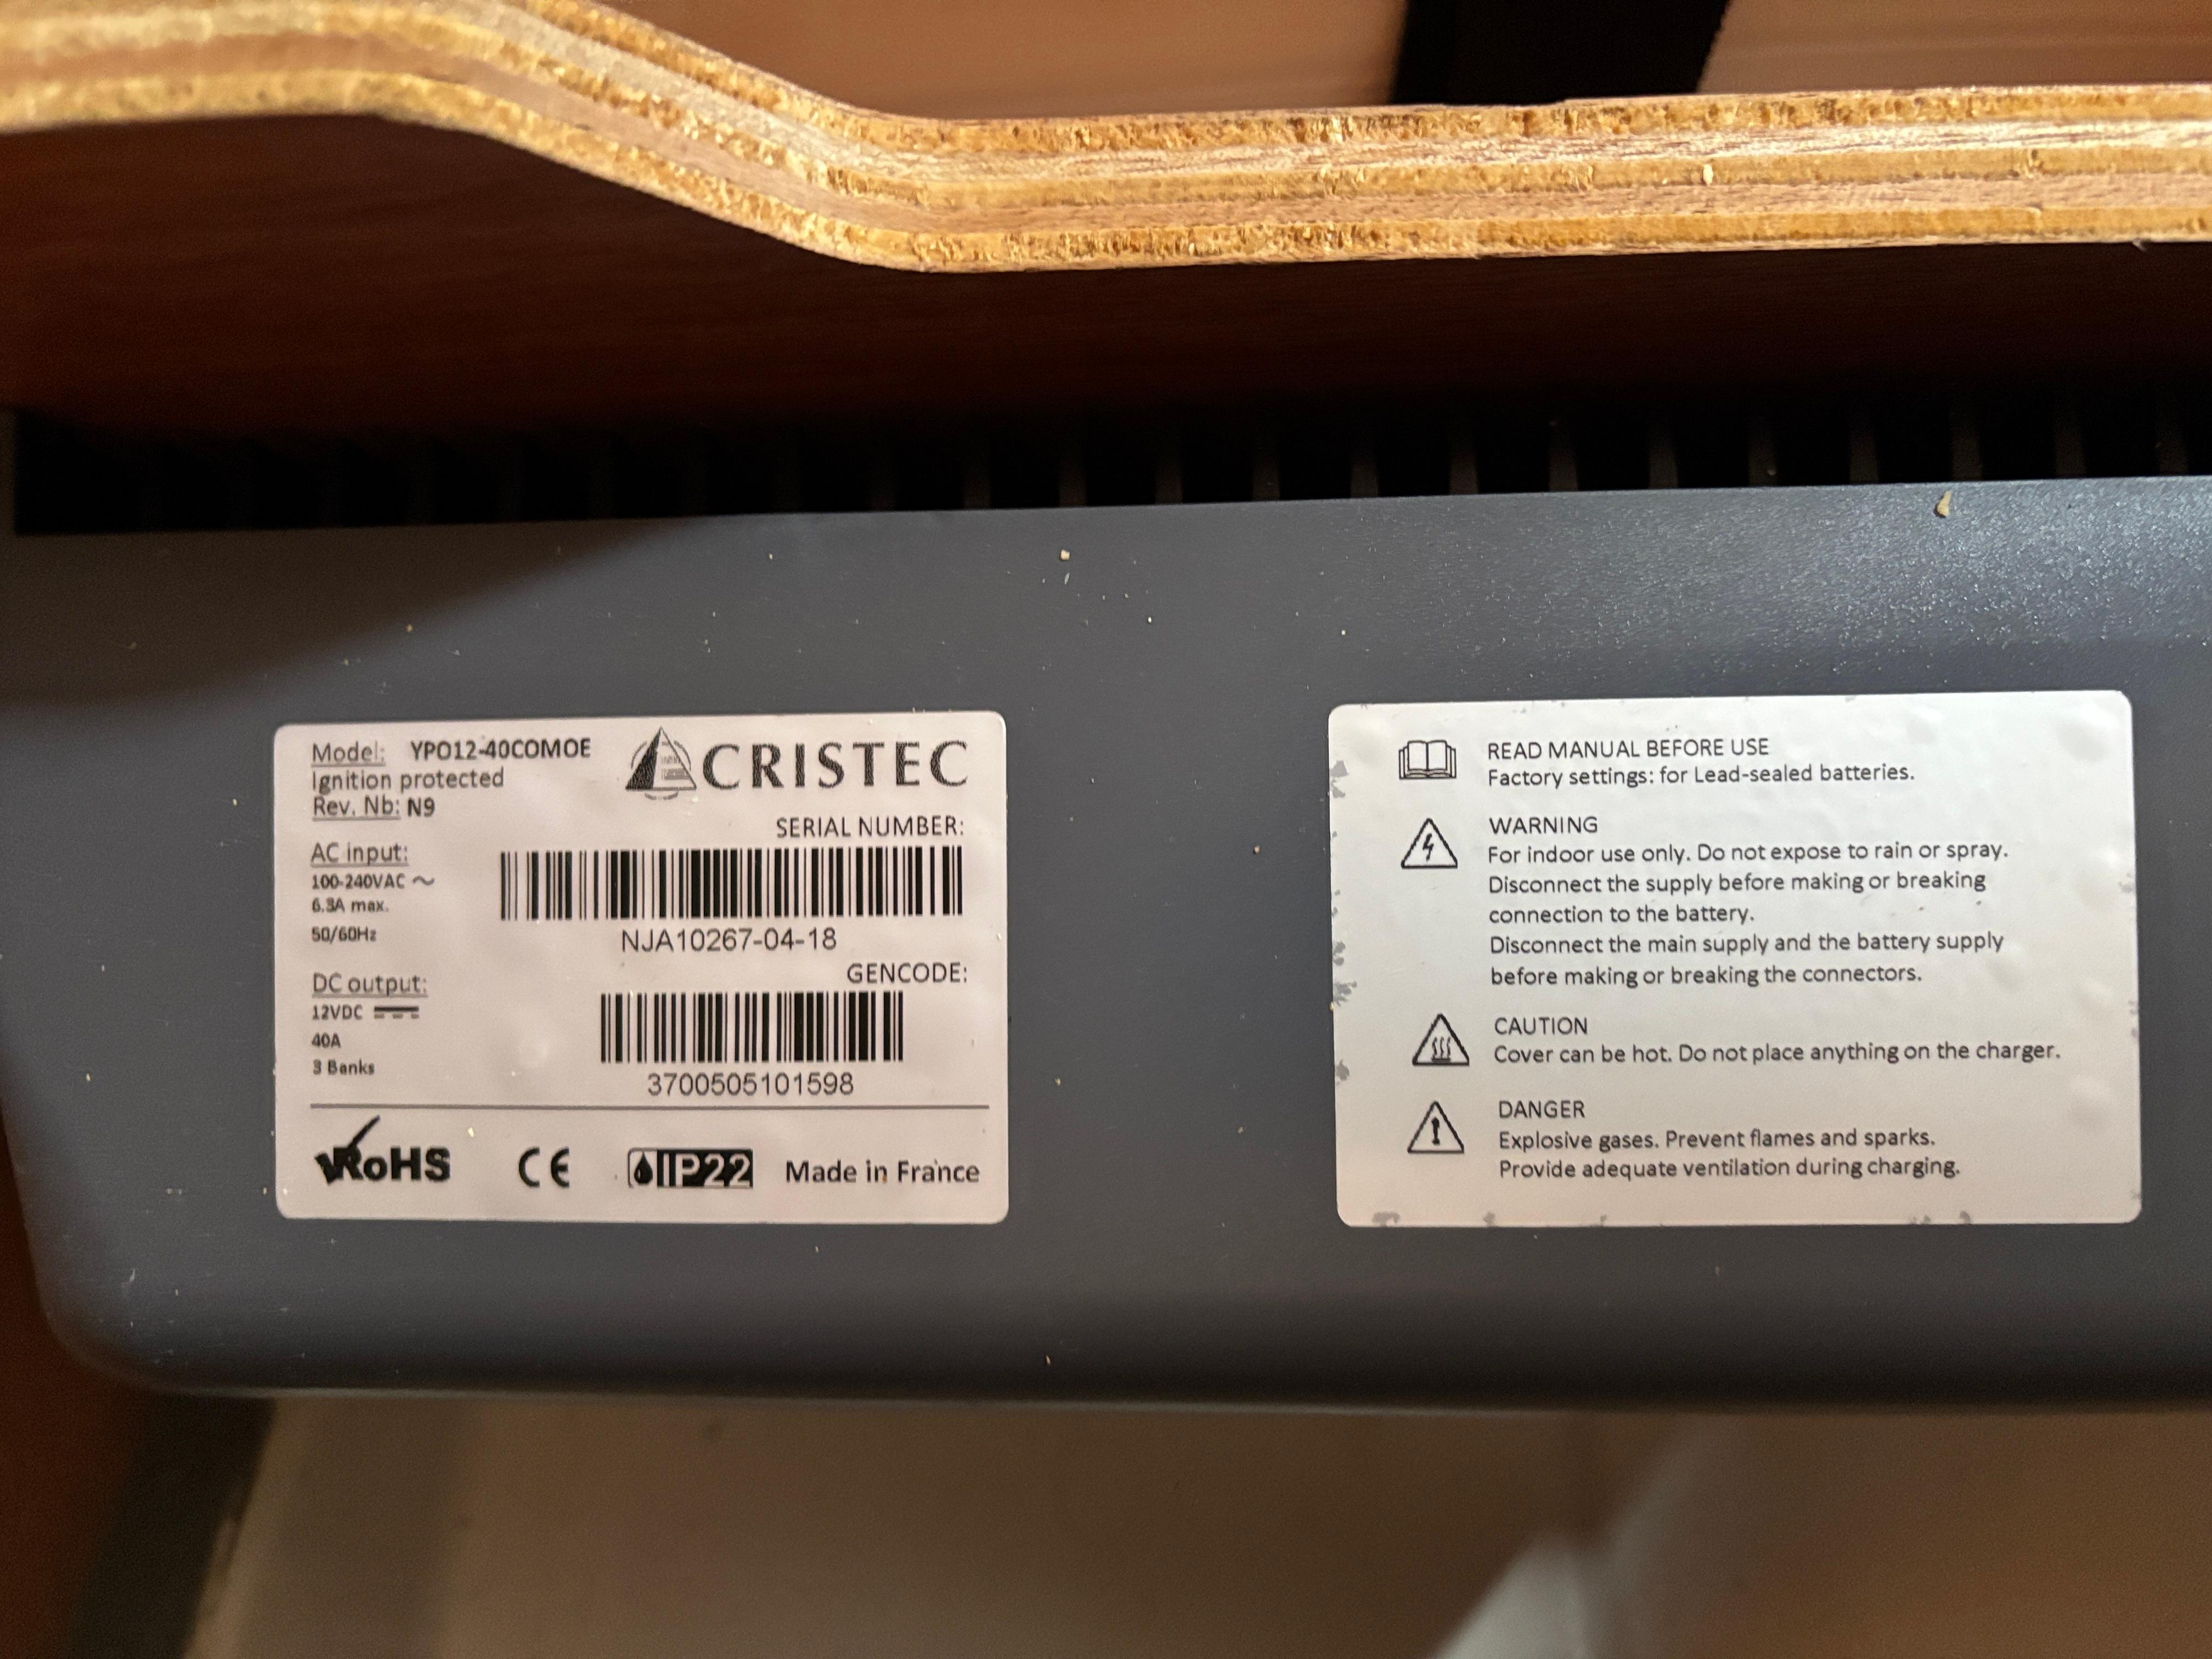 Model: YPO12-40COMOE
Ignition protected
Rev. Nb: N9
CRISTEC
AC input:
100-240VAC ~
6.3A max.
50/60Hz
SERIAL NUMBER:
NJA10267-04-18
DC output:
12VDC
40A
3 Banks
GENCODE:
3700505101598
RoHS CE IP22 Made in France
READ MANUAL BEFORE USE
Factory settings: for Lead-sealed batteries.
WARNING
For indoor use only. Do not expose to rain or spray.
Disconnect the supply before making or breaking
connection to the battery.
Disconnect the main supply and the battery supply
before making or breaking the connectors.
CAUTION
Cover can be hot. Do not place anything on the charger.
DANGER
Explosive gases. Prevent flames and sparks.
Provide adequate ventilation during charging.